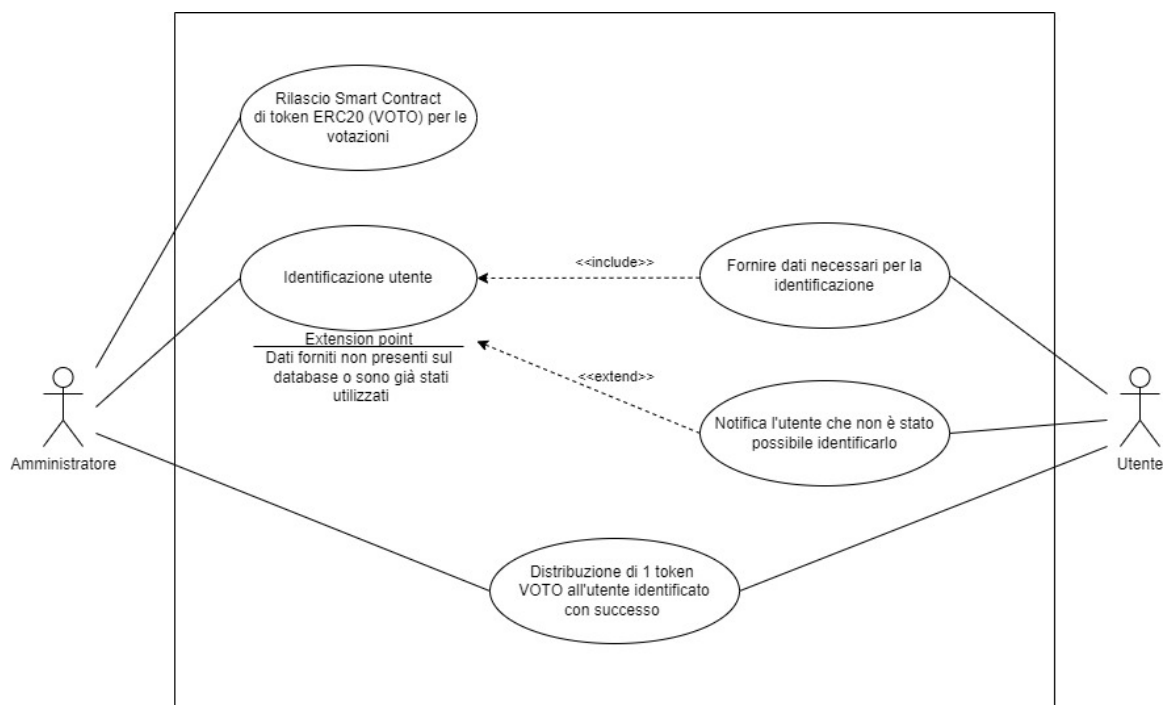 Rilascio Smart Contract
di token ERC20 (VOTO) per le
votazioni
Identificazione utente
<<include>>
Fornire dati necessari per la
identificazione
Extension point
Dati forniti non presenti sul
database o sono già stati
utilizzati
<<extend>>
Notifica l'utente che non è stato
possibile identificarlo
Amministratore
Utente
Distribuzione di 1 token
VOTO all'utente identificato
con successo